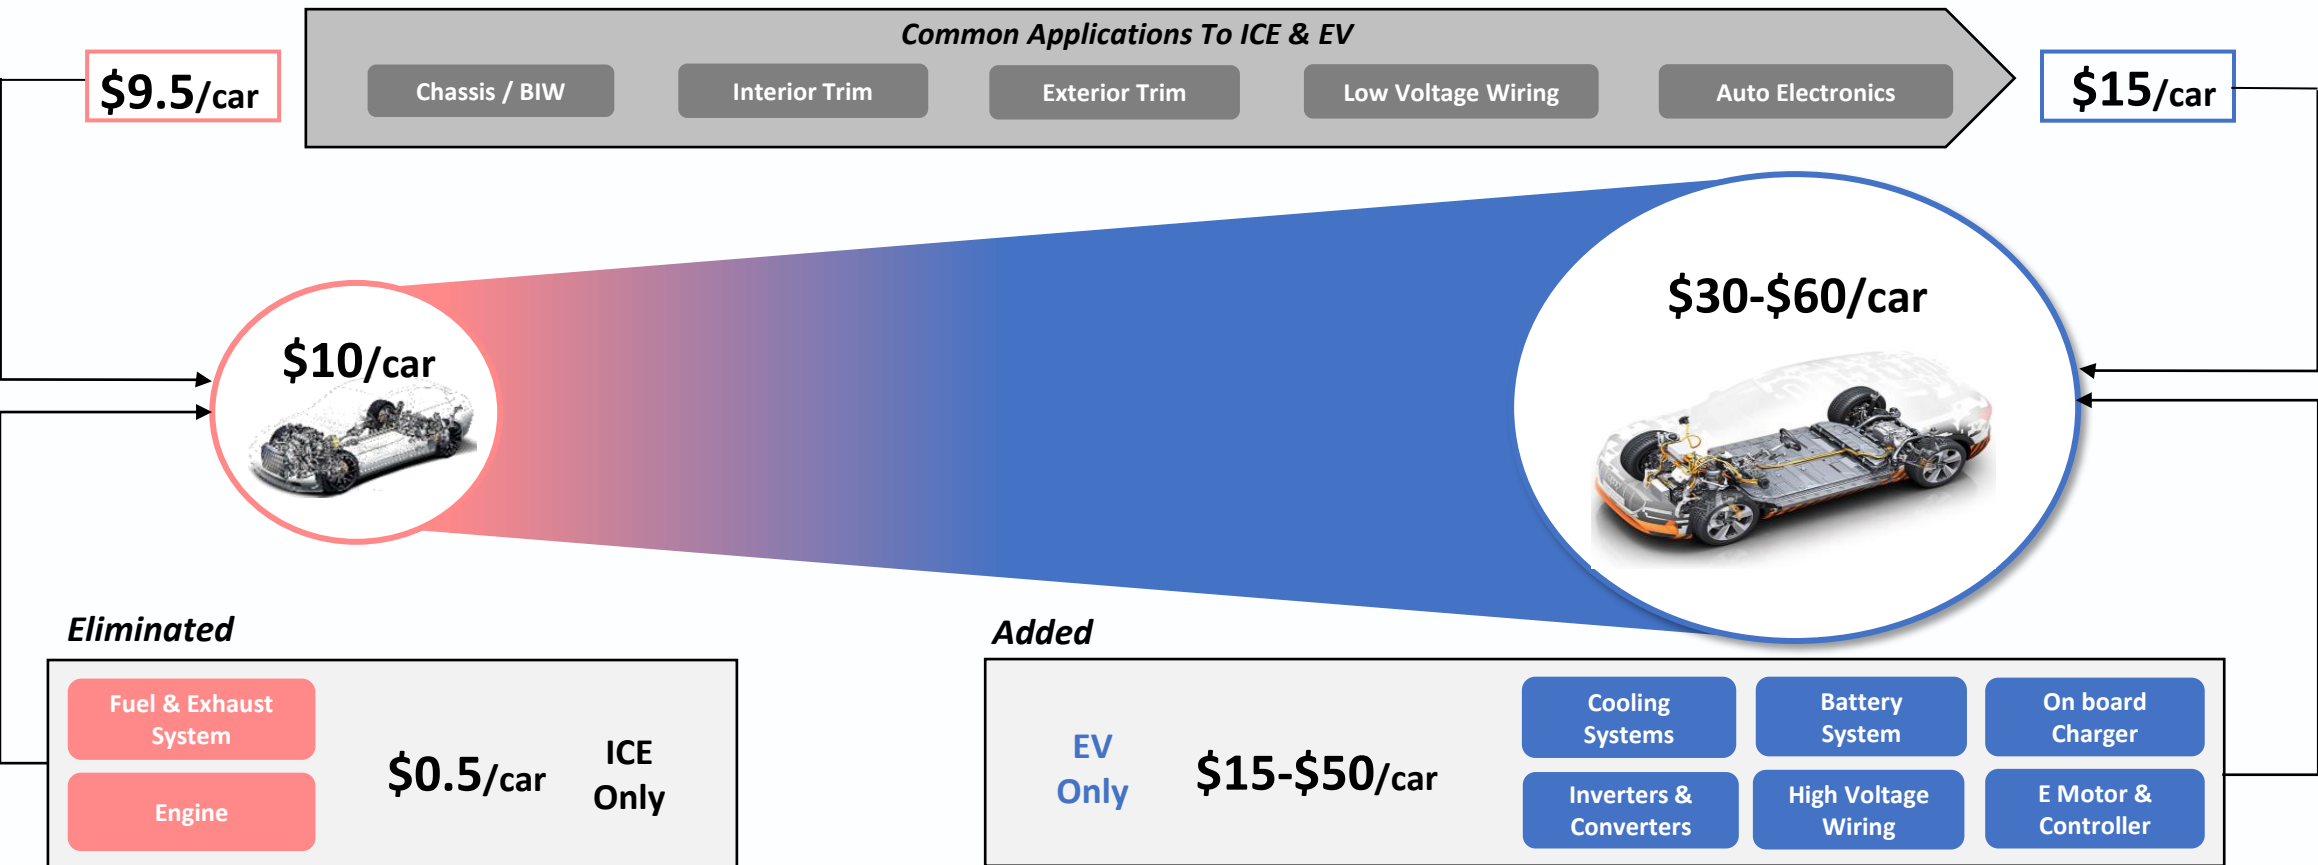 Common Applications To ICE & EV
$9.5/car
Chassis / BIW
Interior Trim
Exterior Trim
Low Voltage Wiring
Auto Electronics
$15/car
$10/car
$30-$60/car
Eliminated
Fuel & Exhaust
System
Engine
$0.5/car
ICE
Only
Added
EV
Only
$15-$50/car
Cooling
Systems
Battery
System
On board
Charger
Inverters &
Converters
High Voltage
Wiring
E Motor &
Controller